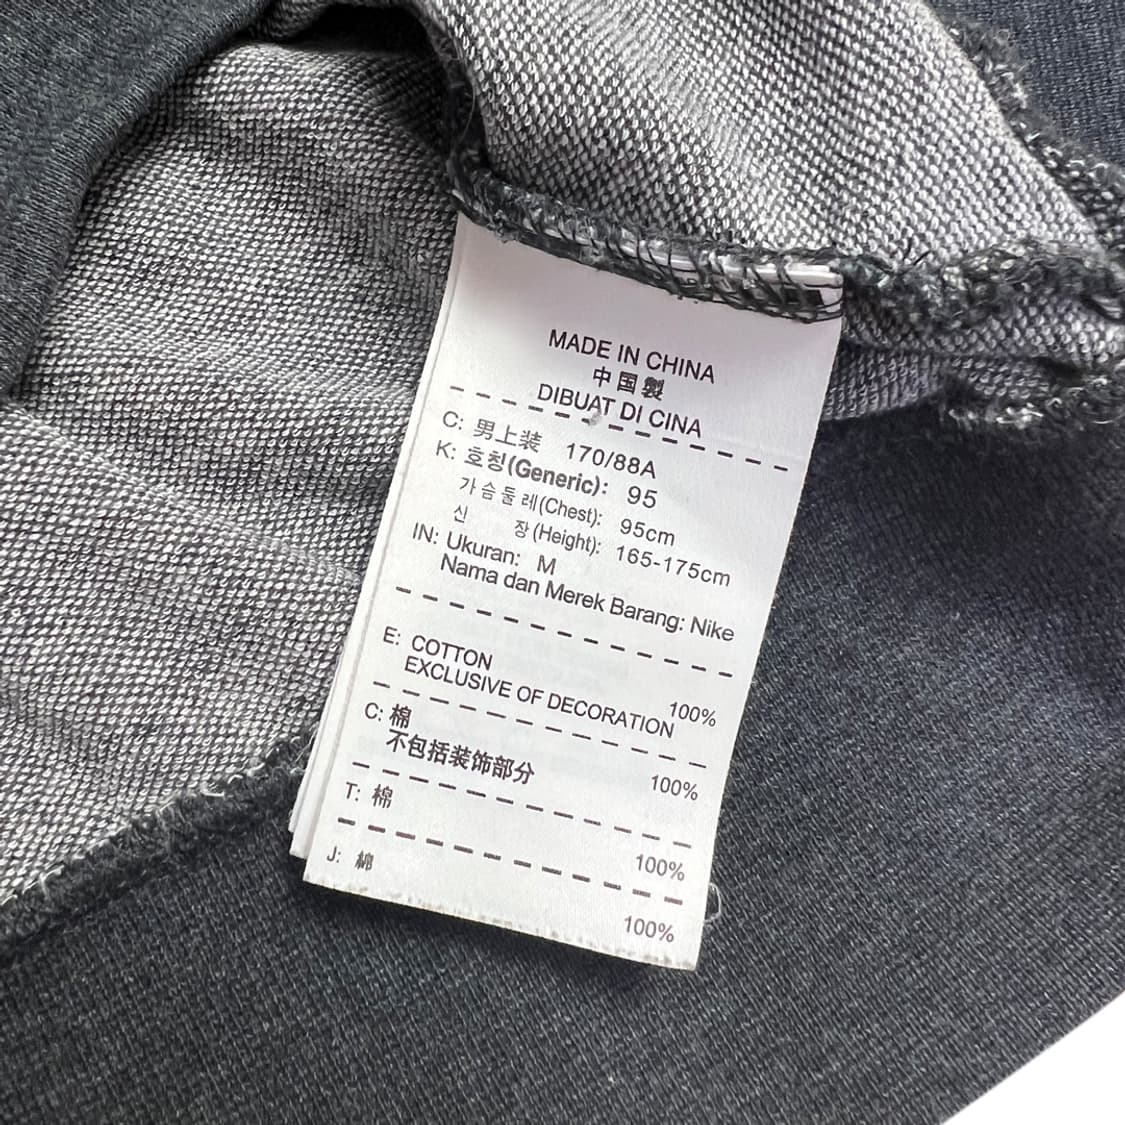 MADE IN CHINA
中国製
DIBUAT DI CINA
C: 男上装 170/88A
K: 호칭(Generic): 95
가슴둘레(Chest): 95cm
신 장(Height): 165-175cm
IN: Ukuran: M
Nama dan Merek Barang: Nike
E: COTTON 100%
EXCLUSIVE OF DECORATION
C: 棉 100%
不包括装饰部分
T: 棉 100%
J: 綿 100%